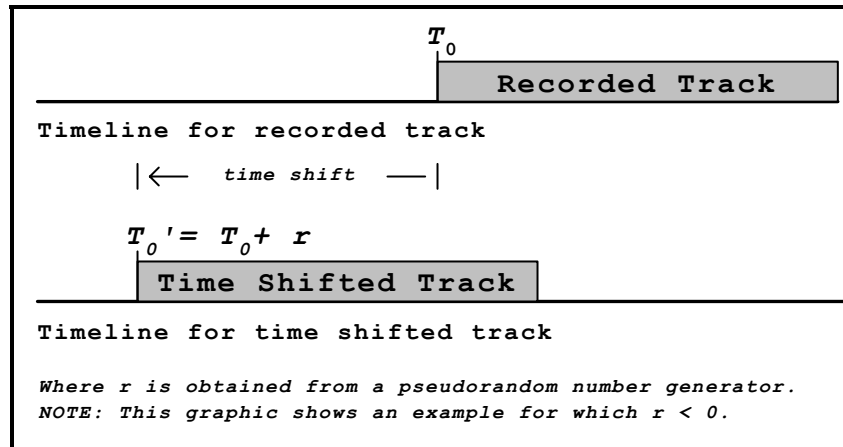 T0
Recorded Track
Timeline for recorded track
time shift
T0'= T0+ r
Time Shifted Track
Timeline for time shifted track
Where r is obtained from a pseudorandom number generator.
NOTE: This graphic shows an example for which r < 0.